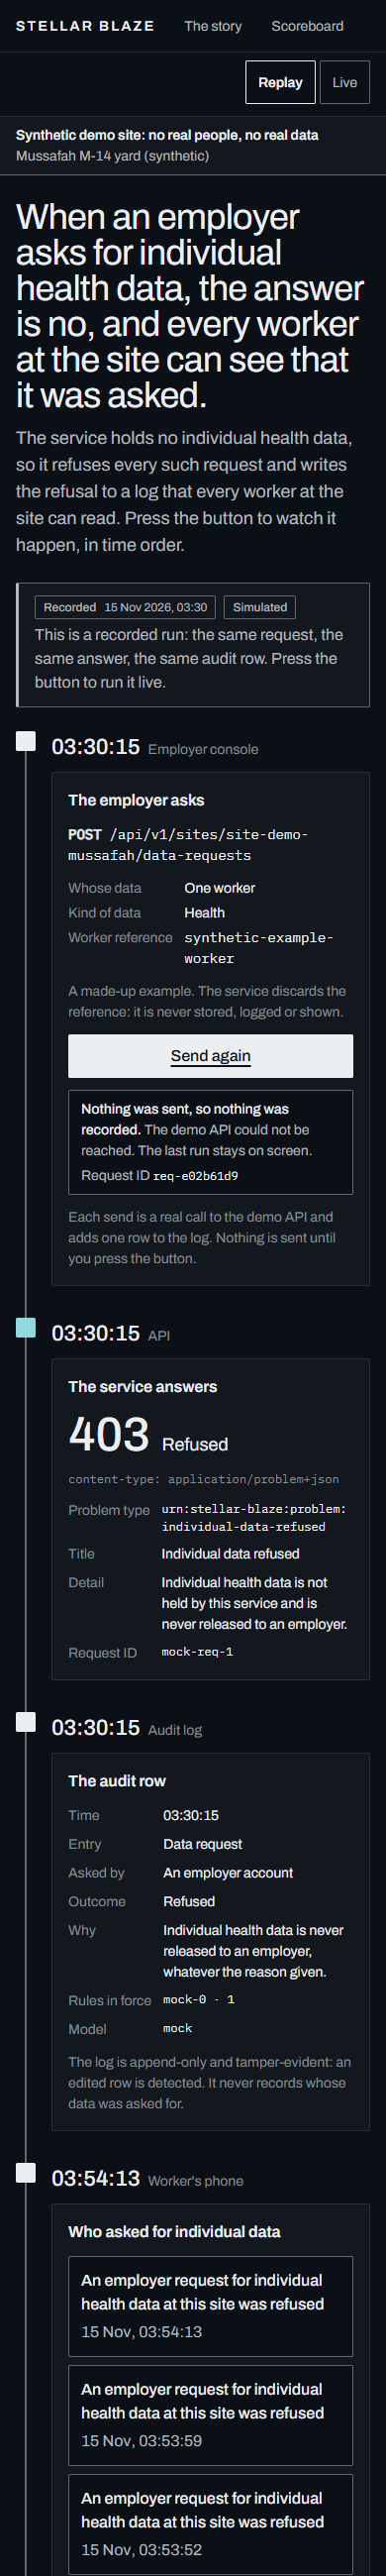 STELLAR BLAZE The story Scoreboard
Replay Live
Synthetic demo site: no real people, no real data
Mussafah M-14 yard (synthetic)
When an employer
asks for individual
health data, the answer
is no, and every worker
at the site can see that
it was asked.
The service holds no individual health data,
so it refuses every such request and writes
the refusal to a log that every worker at the
site can read. Press the button to watch it
happen, in time order.
Recorded 15 Nov 2026, 03:30 Simulated
This is a recorded run: the same request, the
same answer, the same audit row. Press the
button to run it live.
03:30:15 Employer console
The employer asks
POST /api/v1/sites/site-demo-
mussafah/data-requests
Whose data One worker
Kind of data Health
Worker reference synthetic-example-
worker
A made-up example. The service discards the
reference: it is never stored, logged or shown.
Send again
Nothing was sent, so nothing was
recorded. The demo API could not be
reached. The last run stays on screen.
Request ID req-e02b61d9
Each send is a real call to the demo API and
adds one row to the log. Nothing is sent until
you press the button.
03:30:15 API
The service answers
403 Refused
content-type: application/problem+json
Problem type urn:stellar-blaze:problem:
individual-data-refused
Title Individual data refused
Detail Individual health data is not
held by this service and is
never released to an employer.
Request ID mock-req-1
03:30:15 Audit log
The audit row
Time 03:30:15
Entry Data request
Asked by An employer account
Outcome Refused
Why Individual health data is never
released to an employer,
whatever the reason given.
Rules in force mock-0 · 1
Model mock
The log is append-only and tamper-evident: an
edited row is detected. It never records whose
data was asked for.
03:54:13 Worker's phone
Who asked for individual data
An employer request for individual
health data at this site was refused
15 Nov, 03:54:13
An employer request for individual
health data at this site was refused
15 Nov, 03:53:59
An employer request for individual
health data at this site was refused
15 Nov, 03:53:52